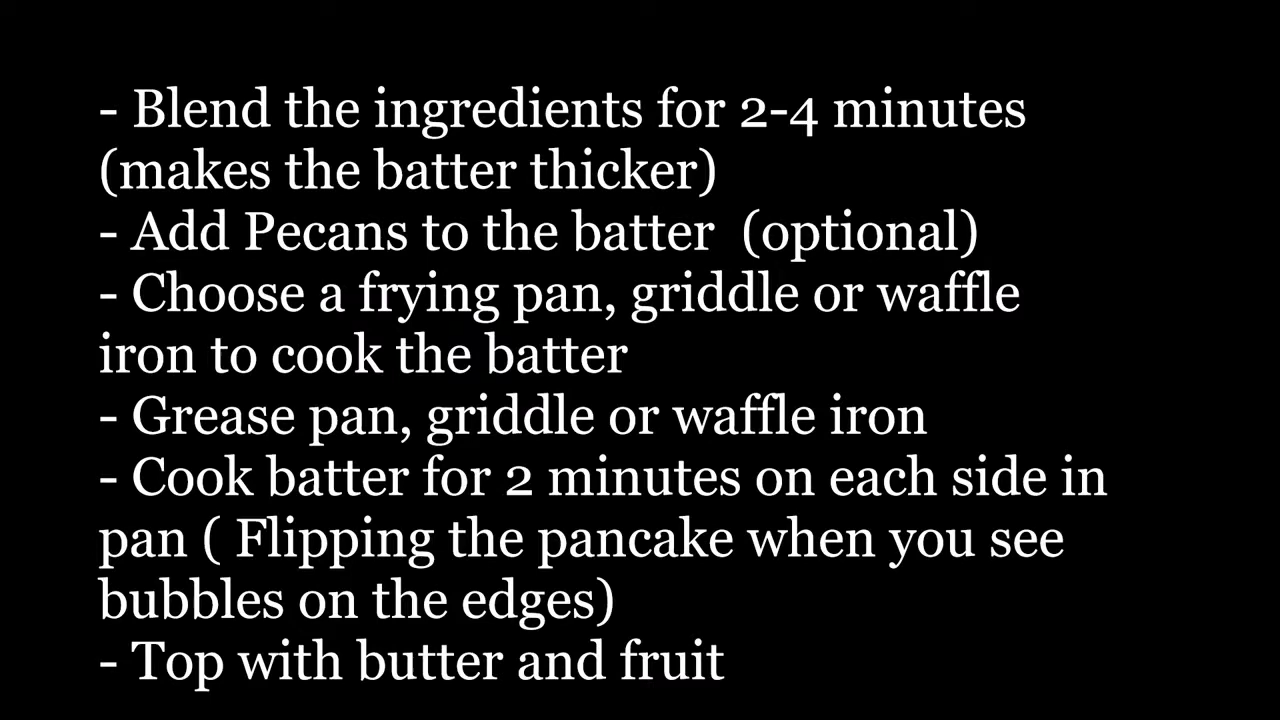 - Blend the ingredients for 2-4 minutes
(makes the batter thicker)
- Add Pecans to the batter  (optional)
- Choose a frying pan, griddle or waffle
iron to cook the batter
- Grease pan, griddle or waffle iron
- Cook batter for 2 minutes on each side in
pan ( Flipping the pancake when you see
bubbles on the edges)
- Top with butter and fruit